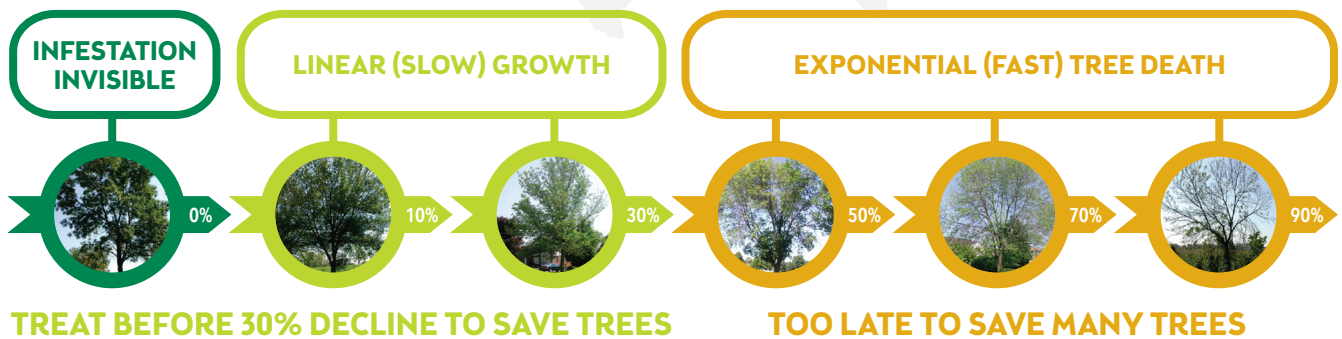 INFESTATION
INVISIBLE
LINEAR (SLOW) GROWTH
EXPONENTIAL (FAST) TREE DEATH
0%
10%
30%
50%
70%
90%
TREAT BEFORE 30% DECLINE TO SAVE TREES
TOO LATE TO SAVE MANY TREES